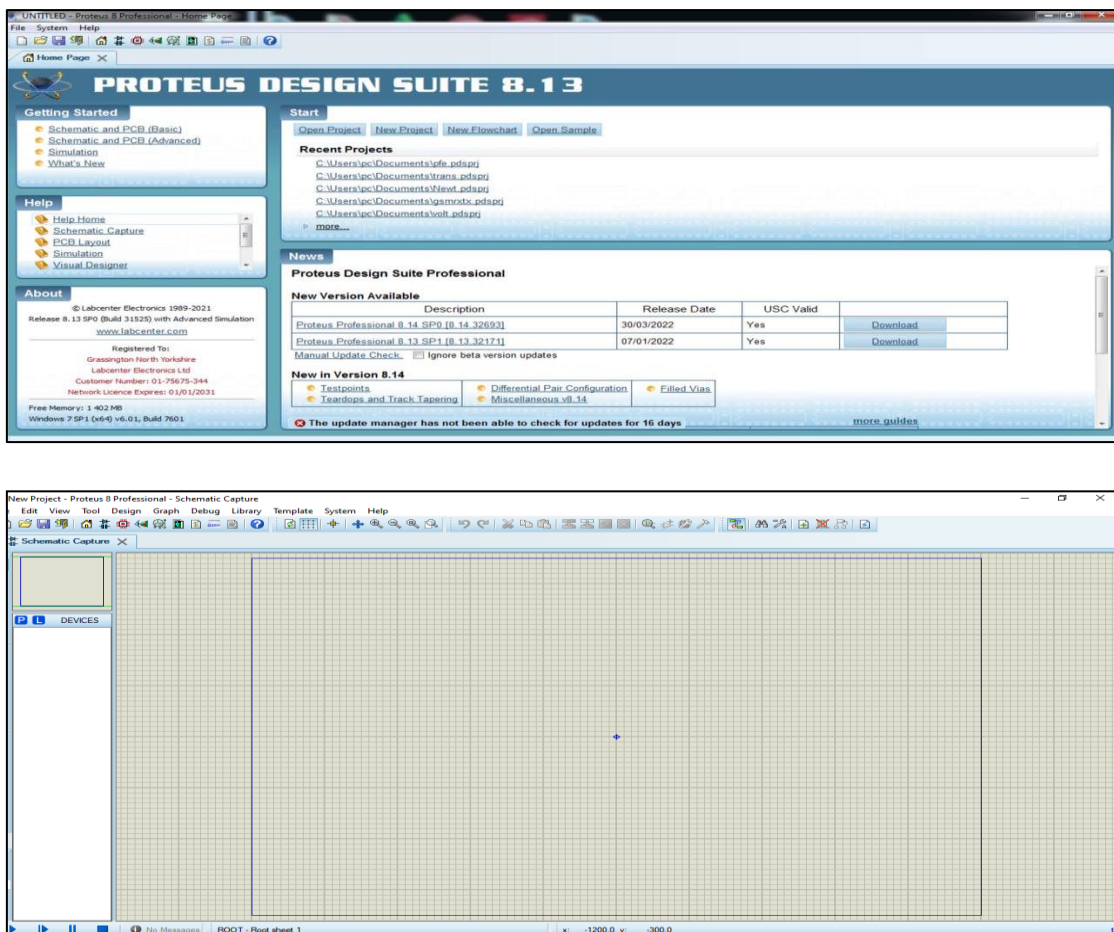 UNTITLED - Proteus 8 Professional - Home Page
File System Help
Home Page
PROTEUS DESIGN SUITE 8.13
Getting Started
Schematic and PCB (Basic)
Schematic and PCB (Advanced)
Simulation
What's New
Help
Help Home
Schematic Capture
PCB Layout
Simulation
Visual Designer
About
© Labcenter Electronics 1989-2021
Release 8.13 SP0 (Build 31525) with Advanced Simulation
www.labcenter.com
Registered To:
Grassington North Yorkshire
Labcenter Electronics Ltd
Customer Number: 01-75675-344
Network Licence Expires: 01/01/2031
Free Memory: 1 402 MB
Windows 7 SP1 (x64) v6.01, Build 7601
Start
Open Project New Project New Flowchart Open Sample
Recent Projects
C:\Users\pc\Documents\pfe.pdsprj
C:\Users\pc\Documents\trans.pdsprj
C:\Users\pc\Documents\Newt.pdsprj
C:\Users\pc\Documents\gsmrxtx.pdsprj
C:\Users\pc\Documents\volt.pdsprj
more...
News
Proteus Design Suite Professional
New Version Available
Description Release Date USC Valid
Proteus Professional 8.14 SP0 [8.14.32693] 30/03/2022 Yes Download
Proteus Professional 8.13 SP1 [8.13.32171] 07/01/2022 Yes Download
Manual Update Check. Ignore beta version updates
New in Version 8.14
Testpoints Differential Pair Configuration Filled Vias
Teardops and Track Tapering Miscellaneous v8.14
The update manager has not been able to check for updates for 16 days more guides
New Project - Proteus 8 Professional - Schematic Capture
Edit View Tool Design Graph Debug Library Template System Help
Schematic Capture
P L DEVICES
No Messages ROOT - Root sheet 1 x: -1200.0 y: -300.0